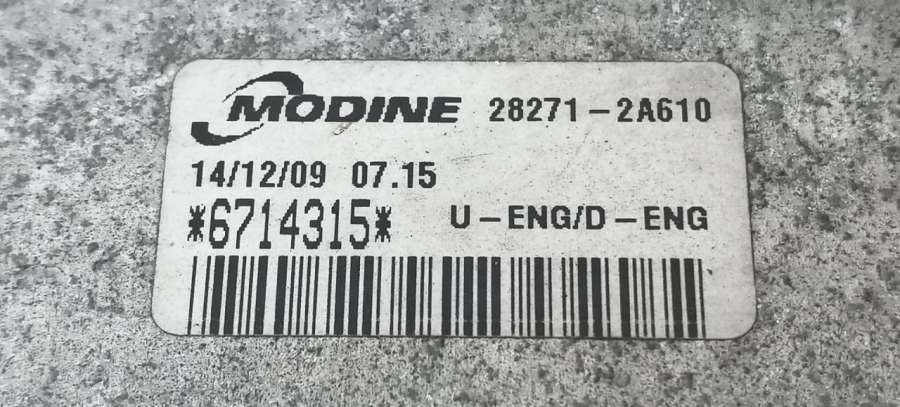 MODINE 28271-2A610
14/12/09 07.15
*6714315* U-ENG/D-ENG